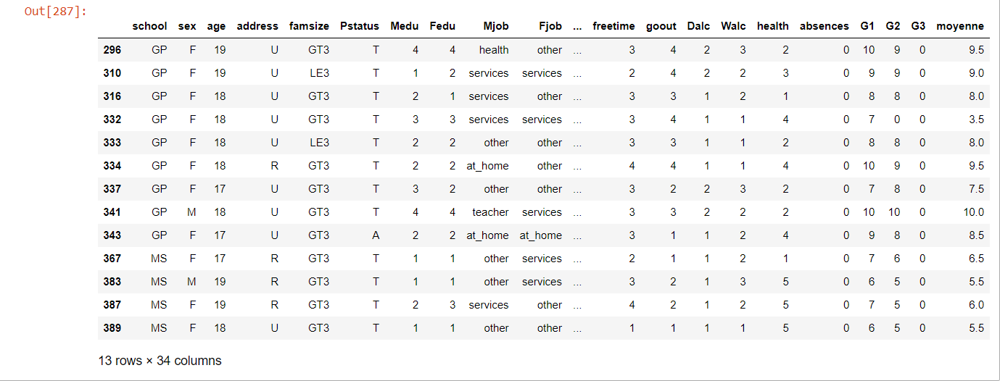 Out[287]:
school sex age address famsize Pstatus Medu Fedu Mjob Fjob ... freetime goout Dalc Walc health absences G1 G2 G3 moyenne
296 GP F 19 U GT3 T 4 4 health other ... 3 4 2 3 2 0 10 9 0 9.5
310 GP F 19 U LE3 T 1 2 services services ... 2 4 2 2 3 0 9 9 0 9.0
316 GP F 18 U GT3 T 2 1 services other ... 3 3 1 2 1 0 8 8 0 8.0
332 GP F 18 U GT3 T 3 3 services services ... 3 4 1 1 4 0 7 0 0 3.5
333 GP F 18 U LE3 T 2 2 other other ... 3 3 1 1 2 0 8 8 0 8.0
334 GP F 18 R GT3 T 2 2 at_home other ... 4 4 1 1 4 0 10 9 0 9.5
337 GP F 17 U GT3 T 3 2 other other ... 3 2 2 3 2 0 7 8 0 7.5
341 GP M 18 U GT3 T 4 4 teacher services ... 3 3 2 2 2 0 10 10 0 10.0
343 GP F 17 U GT3 A 2 2 at_home at_home ... 3 1 1 2 4 0 9 8 0 8.5
367 MS F 17 R GT3 T 1 1 other services ... 2 1 1 2 1 0 7 6 0 6.5
383 MS M 19 R GT3 T 1 1 other services ... 3 2 1 3 5 0 6 5 0 5.5
387 MS F 19 R GT3 T 2 3 services other ... 4 2 1 2 5 0 7 5 0 6.0
389 MS F 18 U GT3 T 1 1 other other ... 1 1 1 1 5 0 6 5 0 5.5
13 rows × 34 columns